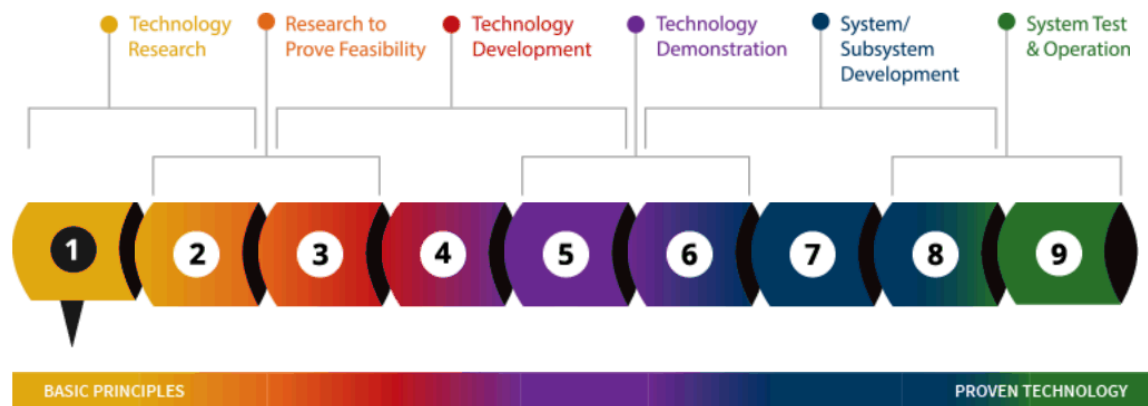 Technology
Research
Research to
Prove Feasibility
Technology
Development
Technology
Demonstration
System/
Subsystem
Development
System Test
& Operation
1
2
3
4
5
6
7
8
9
BASIC PRINCIPLES
PROVEN TECHNOLOGY